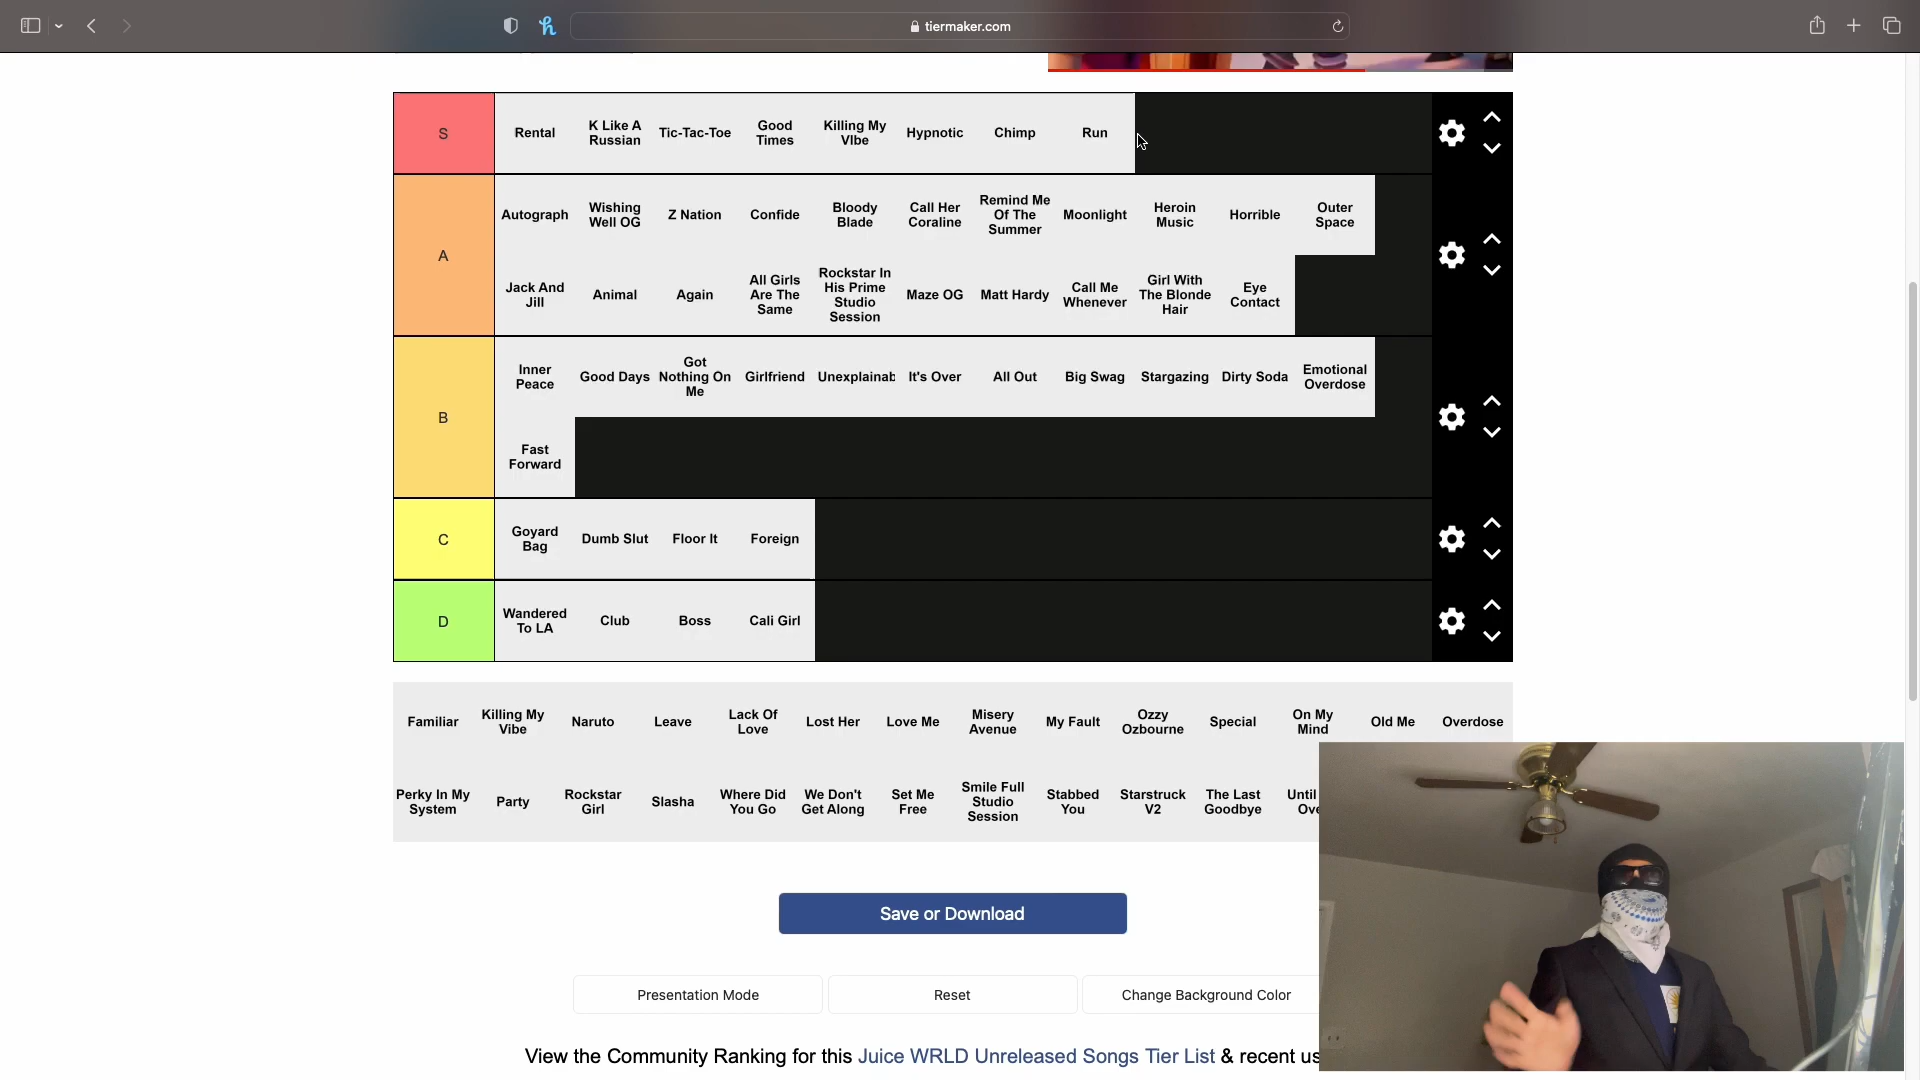 tiermaker.com
S
Rental
K Like A
Russian
Tic-Tac-Toe
Good
Times
Killing My
VIbe
Hypnotic
Chimp
Run
A
Autograph
Wishing
Well OG
Z Nation
Confide
Bloody
Blade
Call Her
Coraline
Remind Me
Of The
Summer
Moonlight
Heroin
Music
Horrible
Outer
Space
Jack And
Jill
Animal
Again
All Girls
Are The
Same
Rockstar In
His Prime
Studio
Session
Maze OG
Matt Hardy
Call Me
Whenever
Girl With
The Blonde
Hair
Eye
Contact
B
Inner
Peace
Good Days
Got
Nothing On
Me
Girlfriend
Unexplainab
It's Over
All Out
Big Swag
Stargazing
Dirty Soda
Emotional
Overdose
Fast
Forward
C
Goyard
Bag
Dumb Slut
Floor It
Foreign
D
Wandered
To LA
Club
Boss
Cali Girl
Familiar
Killing My
Vibe
Naruto
Leave
Lack Of
Love
Lost Her
Love Me
Misery
Avenue
My Fault
Ozzy
Ozbourne
Special
On My
Mind
Old Me
Overdose
Perky In My
System
Party
Rockstar
Girl
Slasha
Where Did
You Go
We Don't
Get Along
Set Me
Free
Smile Full
Studio
Session
Stabbed
You
Starstruck
V2
The Last
Goodbye
Until
Ove
Save or Download
Presentation Mode
Reset
Change Background Color
View the Community Ranking for this Juice WRLD Unreleased Songs Tier List & recent us